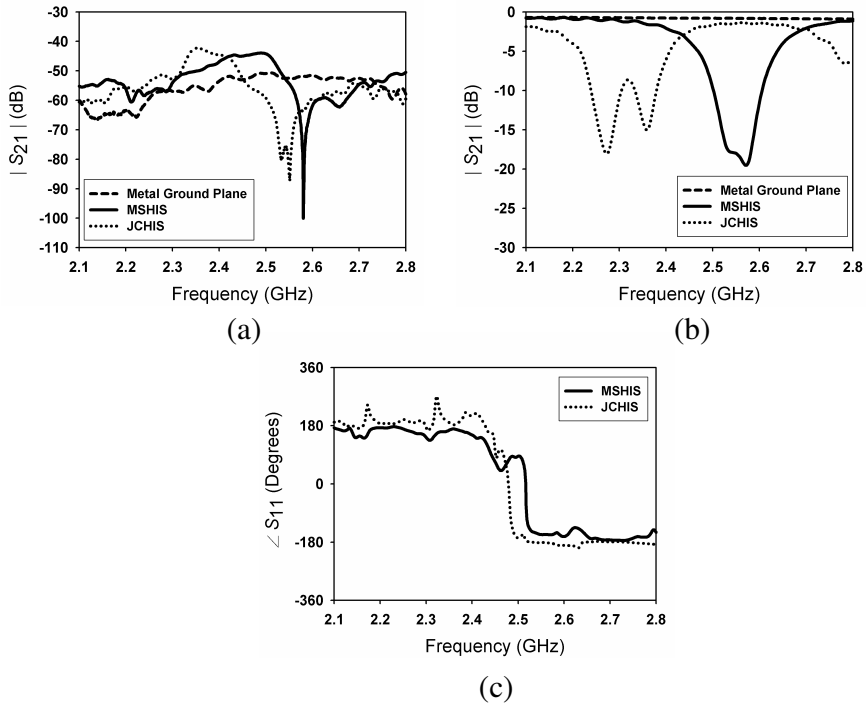 -30
-40
-50
-60
-70
-80
-90
-100
-110
| S21 | (dB)
Metal Ground Plane
MSHIS
JCHIS
2.1 2.2 2.3 2.4 2.5 2.6 2.7 2.8
Frequency (GHz)
(a)
0
-5
-10
-15
-20
-25
-30
| S21 | (dB)
Metal Ground Plane
MSHIS
JCHIS
2.1 2.2 2.3 2.4 2.5 2.6 2.7 2.8
Frequency (GHz)
(b)
360
180
0
-180
-360
∠ S11 (Degrees)
MSHIS
JCHIS
2.1 2.2 2.3 2.4 2.5 2.6 2.7 2.8
Frequency (GHz)
(c)